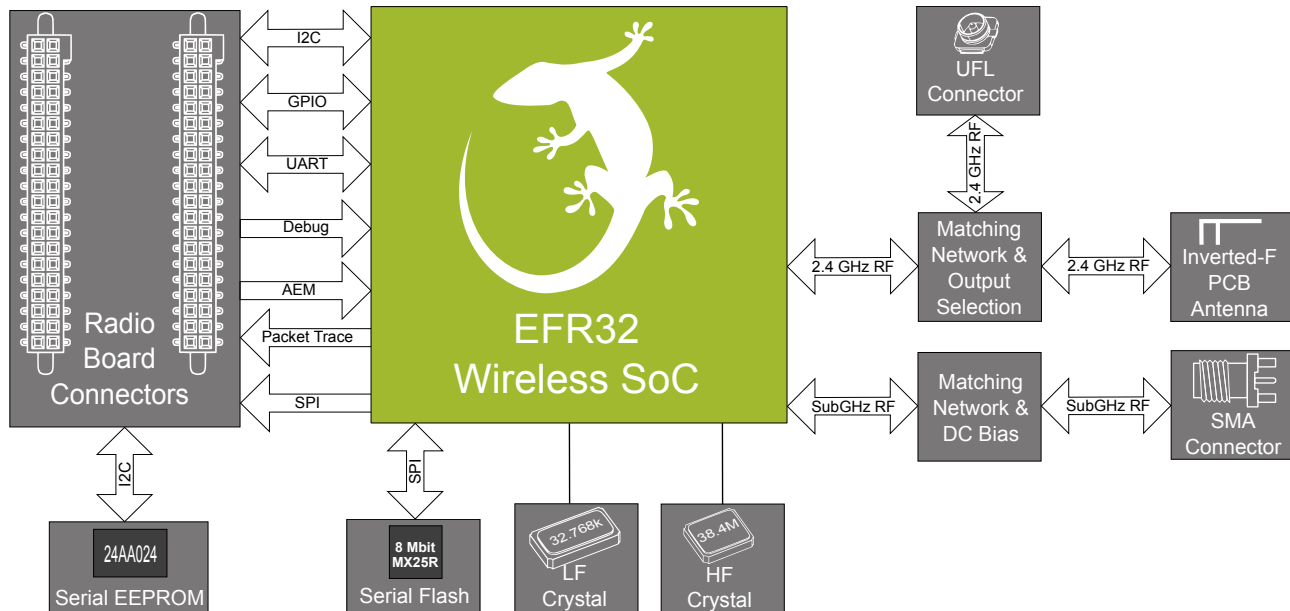 I2C
GPIO
UART
Debug
AEM
Packet Trace
SPI
Radio
Board
Connectors
I2C
24AA024
Serial EEPROM
EFR32
Wireless SoC
SPI
8 Mbit
MX25R
Serial Flash
32.768k
LF
Crystal
38.4M
HF
Crystal
UFL
Connector
2.4 GHz RF
2.4 GHz RF
Matching
Network &
Output
Selection
2.4 GHz RF
Inverted-F
PCB
Antenna
SubGHz RF
Matching
Network &
DC Bias
SubGHz RF
SMA
Connector